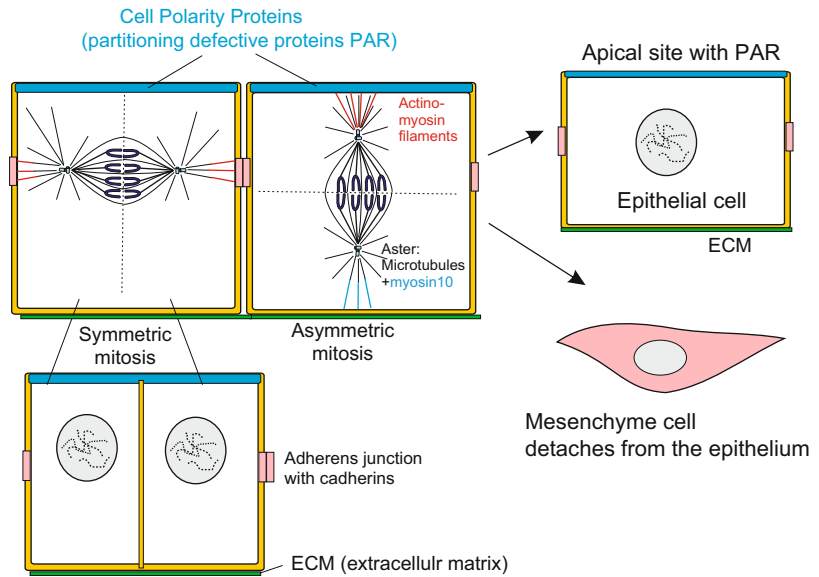 Cell Polarity Proteins
(partitioning defective proteins PAR)
Apical site with PAR
Actino-
myosin
filaments
Epithelial cell
ECM
Aster:
Microtubules
+myosin10
Symmetric
mitosis
Asymmetric
mitosis
Mesenchyme cell
detaches from the epithelium
Adherens junction
with cadherins
ECM (extracellulr matrix)